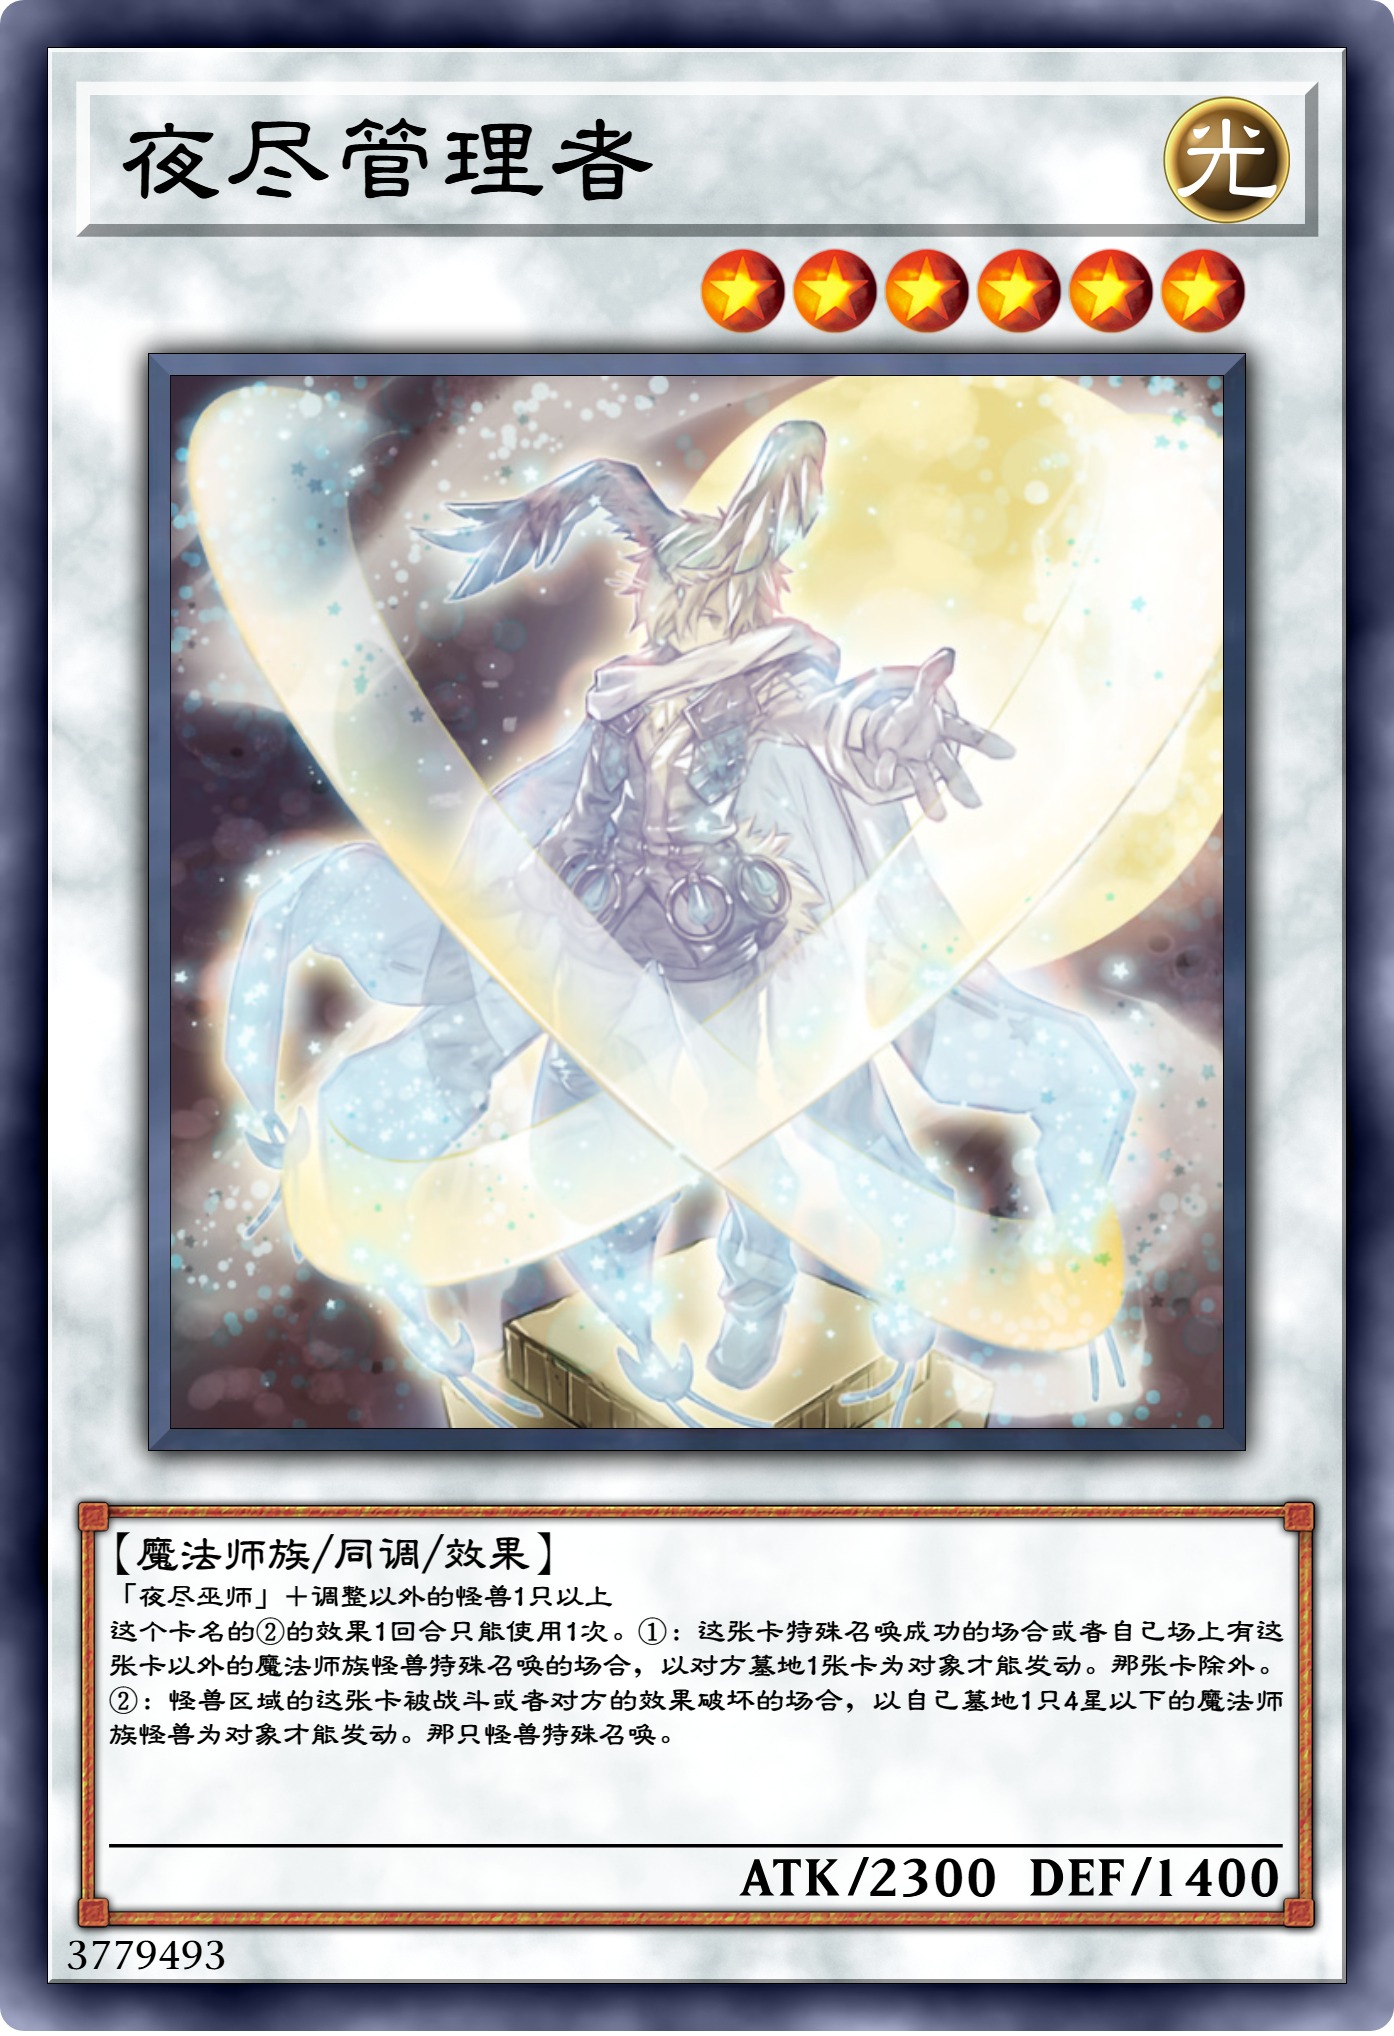 夜尽管理者
光
【魔法师族/同调/效果】
「夜尽巫师」＋调整以外的怪兽1只以上
这个卡名的②的效果1回合只能使用1次。①：这张卡特殊召唤成功的场合或者自己场上有这
张卡以外的魔法师族怪兽特殊召唤的场合，以对方墓地1张卡为对象才能发动。那张卡除外。
②：怪兽区域的这张卡被战斗或者对方的效果破坏的场合，以自己墓地1只4星以下的魔法师
族怪兽为对象才能发动。那只怪兽特殊召唤。
ATK/2300 DEF/1400
3779493